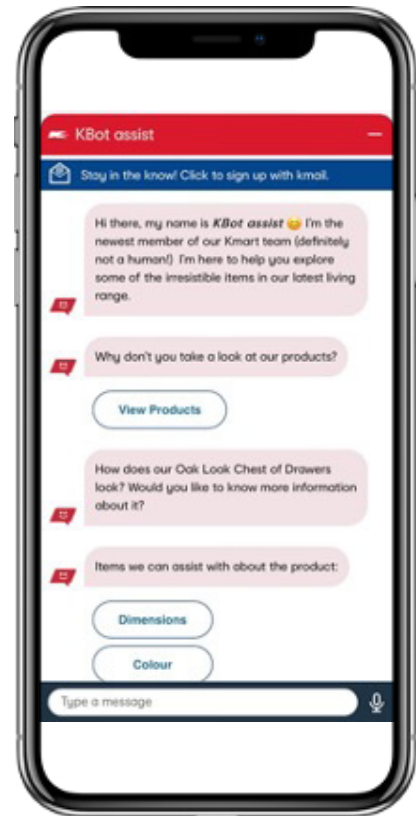 KBot assist
Stay in the know! Click to sign up with kmail.
Hi there, my name is KBot assist 😊 I'm the
newest member of our Kmart team (definitely
not a human!) I'm here to help you explore
some of the irresistible items in our latest living
range.
Why don't you take a look at our products?
View Products
How does our Oak Look Chest of Drawers
look? Would you like to know more information
about it?
Items we can assist with about the product:
Dimensions
Colour
Type a message